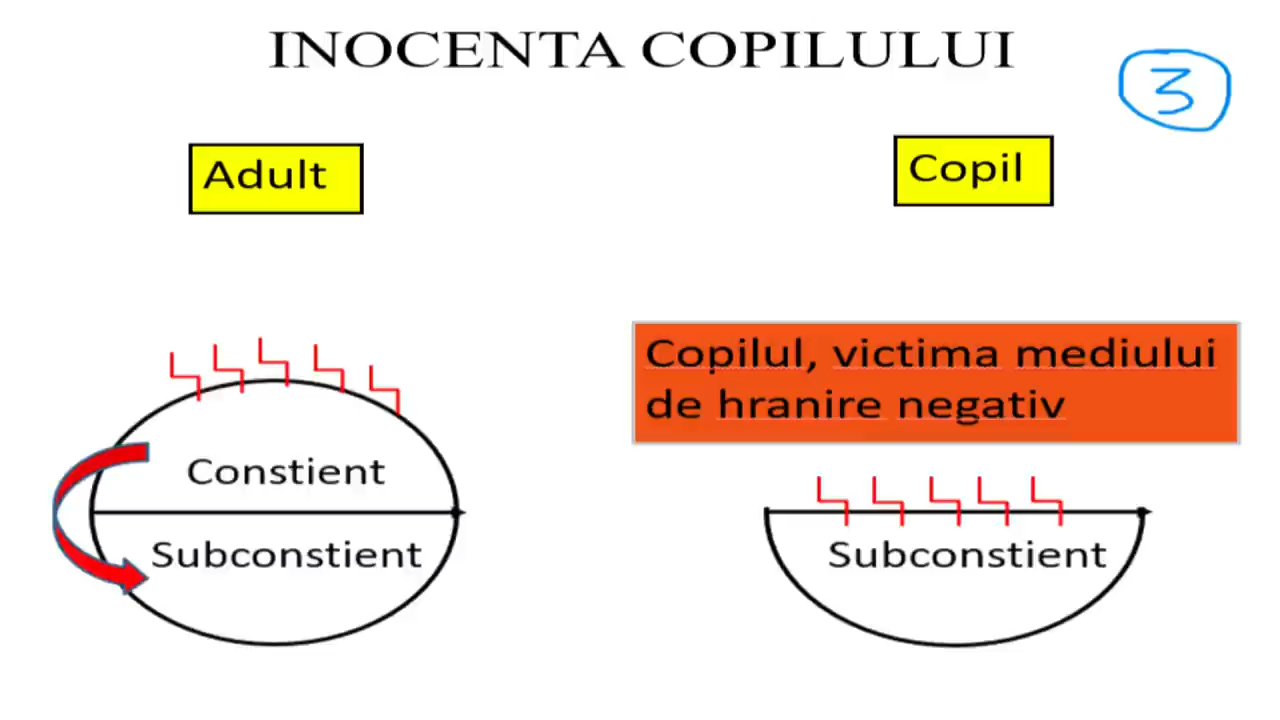 INOCENTA COPILULUI
3
Adult
Copil
Copilul, victima mediului
de hranire negativ
Constient
Subconstient
Subconstient